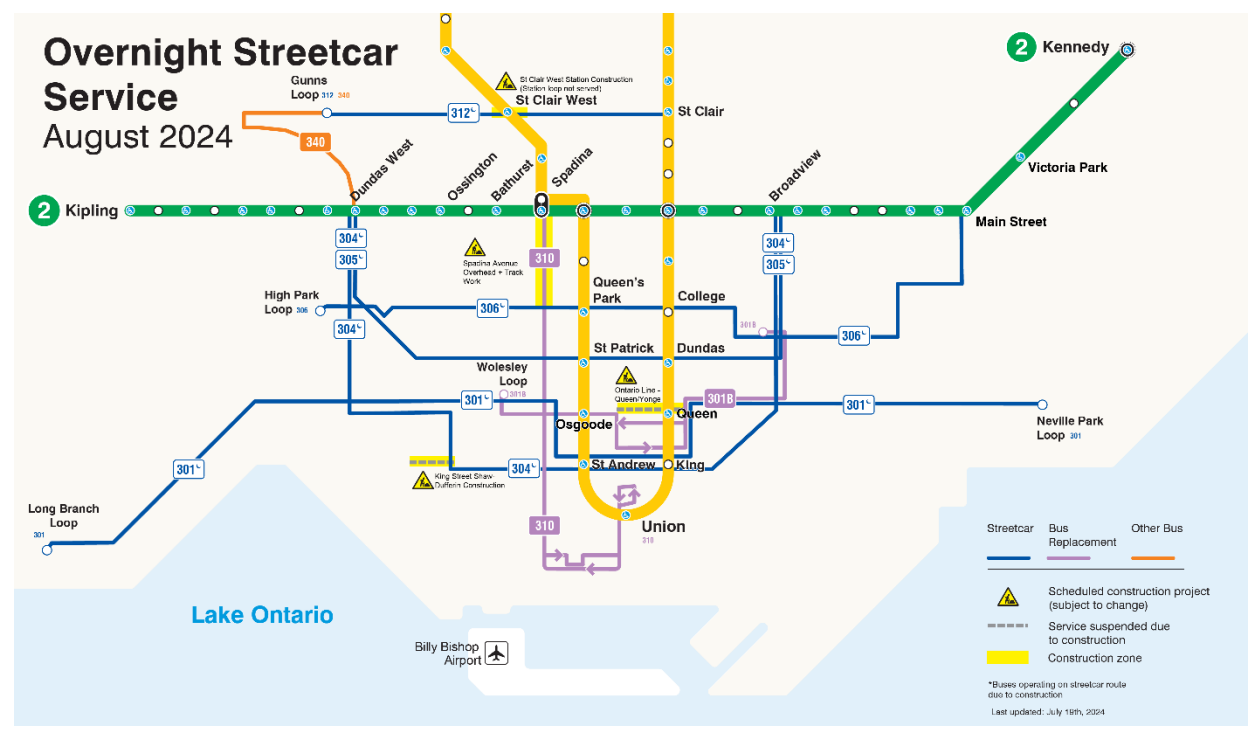 Overnight Streetcar
Service
August 2024
Gunns
Loop 312 340
312
340
St Clair West Station Construction
(Station loop not served)
St Clair West
St Clair
2 Kennedy
Victoria Park
Main Street
2 Kipling
Dundas West
Ossington
Bathurst
Spadina
Broadview
304
305
304
305
310
Spadina Avenue
Overhead + Track
Work
High Park
Loop 306
306
304
Queen's
Park
College
301B
306
St Patrick
Dundas
Wolesley
Loop
301B
Ontario Line -
Queen/Yonge
301
301B
301
Osgoode
Queen
Neville Park
Loop 301
301
304
St Andrew
King
King Street Shaw-
Dufferin Construction
Long Branch
Loop
301
310
Union
310
Lake Ontario
Billy Bishop
Airport
Streetcar
Bus
Replacement
Other Bus
Scheduled construction project
(subject to change)
Service suspended due
to construction
Construction zone
*Buses operating on streetcar route
due to construction
Last updated: July 19th, 2024